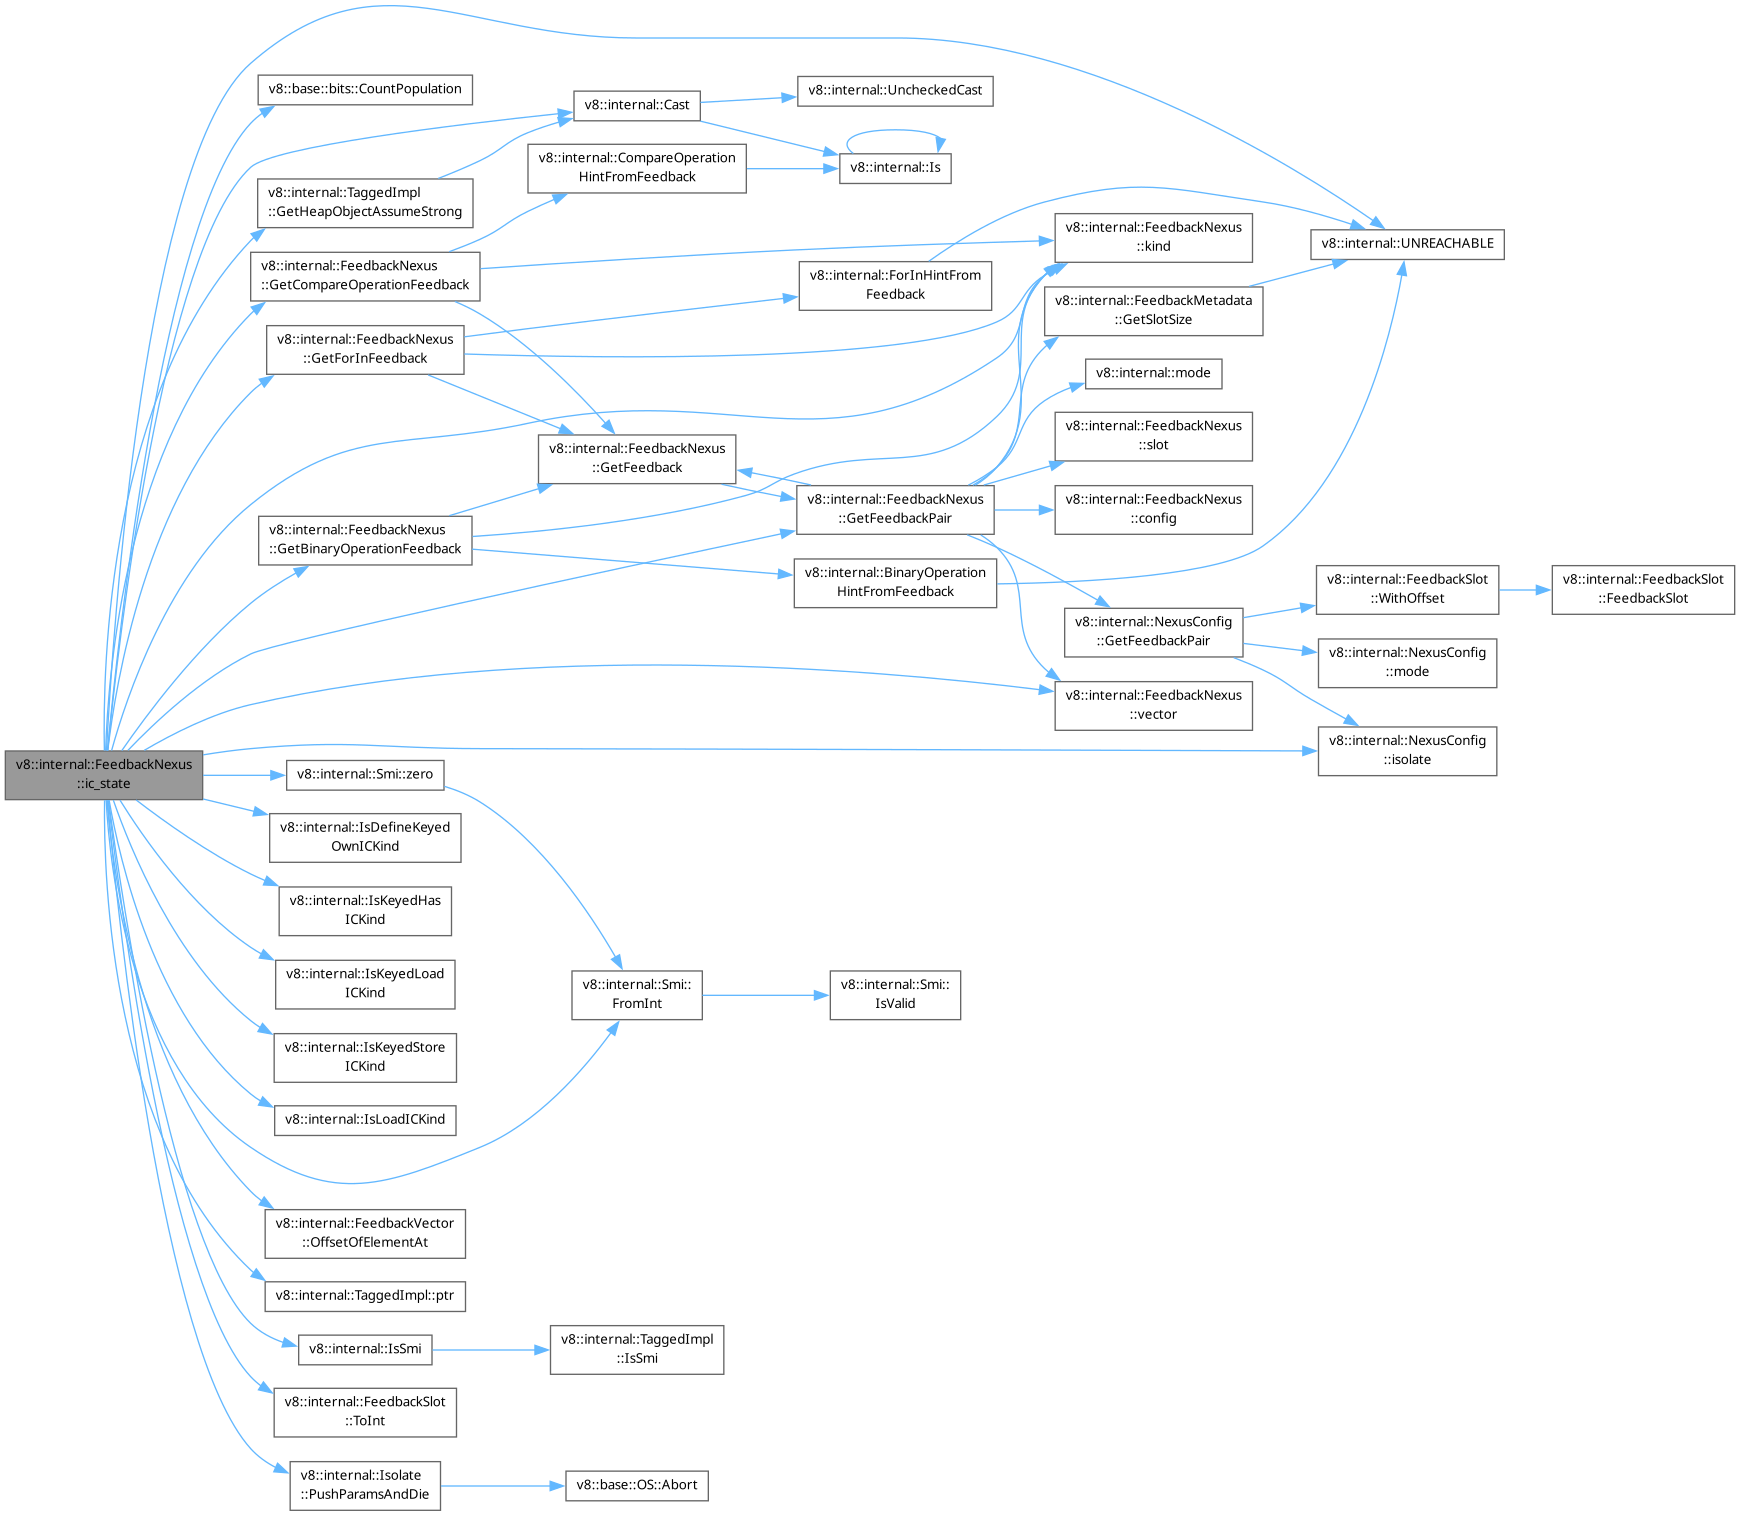 v8::internal::FeedbackNexus
::ic_state
v8::base::bits::CountPopulation
v8::internal::Cast
v8::internal::UncheckedCast
v8::internal::Is
v8::internal::CompareOperation
HintFromFeedback
v8::internal::TaggedImpl
::GetHeapObjectAssumeStrong
v8::internal::FeedbackNexus
::GetCompareOperationFeedback
v8::internal::FeedbackNexus
::kind
v8::internal::UNREACHABLE
v8::internal::ForInHintFrom
Feedback
v8::internal::FeedbackMetadata
::GetSlotSize
v8::internal::FeedbackNexus
::GetForInFeedback
v8::internal::mode
v8::internal::FeedbackNexus
::slot
v8::internal::FeedbackNexus
::GetFeedback
v8::internal::FeedbackNexus
::GetFeedbackPair
v8::internal::FeedbackNexus
::config
v8::internal::FeedbackNexus
::GetBinaryOperationFeedback
v8::internal::BinaryOperation
HintFromFeedback
v8::internal::FeedbackSlot
::WithOffset
v8::internal::FeedbackSlot
::FeedbackSlot
v8::internal::NexusConfig
::GetFeedbackPair
v8::internal::NexusConfig
::mode
v8::internal::FeedbackNexus
::vector
v8::internal::NexusConfig
::isolate
v8::internal::Smi::zero
v8::internal::IsDefineKeyed
OwnICKind
v8::internal::IsKeyedHas
ICKind
v8::internal::IsKeyedLoad
ICKind
v8::internal::Smi::
FromInt
v8::internal::Smi::
IsValid
v8::internal::IsKeyedStore
ICKind
v8::internal::IsLoadICKind
v8::internal::FeedbackVector
::OffsetOfElementAt
v8::internal::TaggedImpl::ptr
v8::internal::IsSmi
v8::internal::TaggedImpl
::IsSmi
v8::internal::FeedbackSlot
::ToInt
v8::internal::Isolate
::PushParamsAndDie
v8::base::OS::Abort